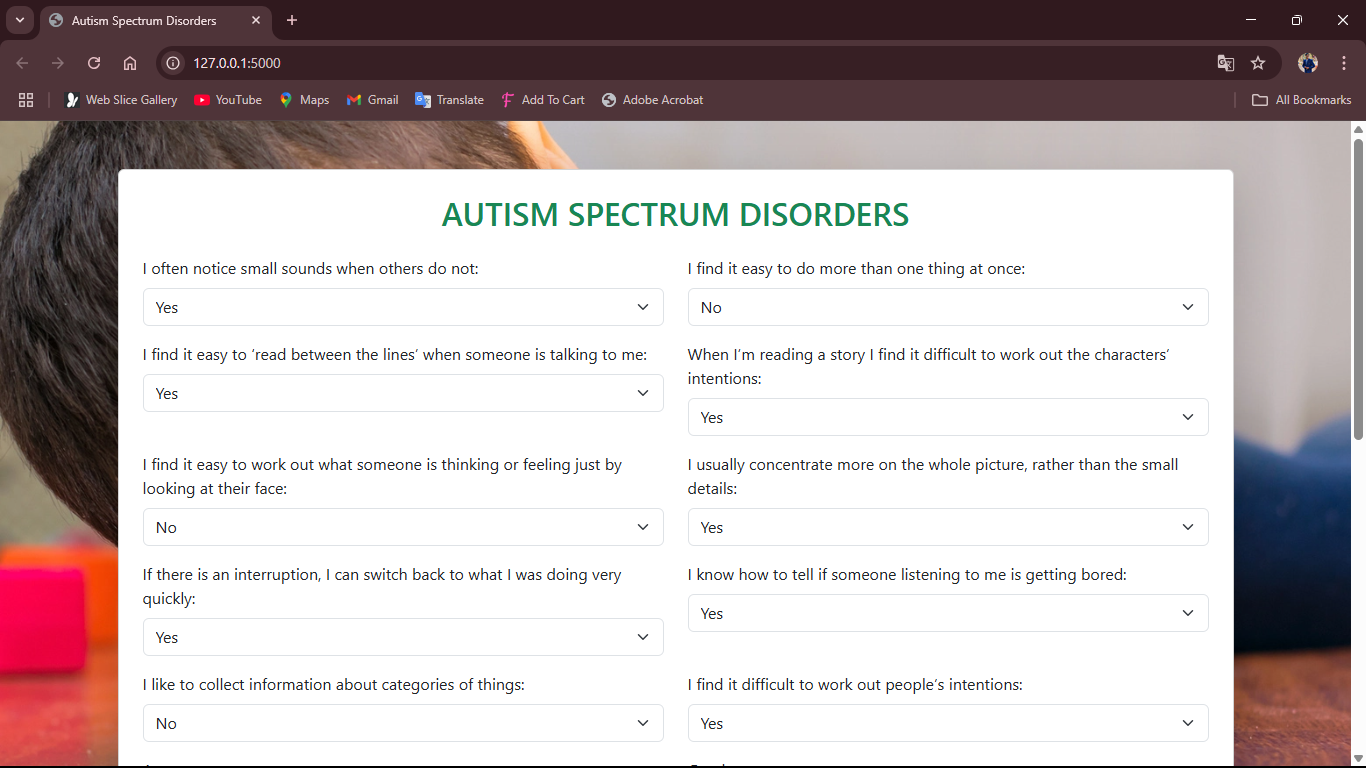 Autism Spectrum Disorders
127.0.0.1:5000
Web Slice Gallery YouTube Maps Gmail Translate Add To Cart Adobe Acrobat All Bookmarks
AUTISM SPECTRUM DISORDERS
I often notice small sounds when others do not:
Yes
I find it easy to do more than one thing at once:
No
I find it easy to ‘read between the lines’ when someone is talking to me:
Yes
When I’m reading a story I find it difficult to work out the characters’
intentions:
Yes
I find it easy to work out what someone is thinking or feeling just by
looking at their face:
No
I usually concentrate more on the whole picture, rather than the small
details:
Yes
If there is an interruption, I can switch back to what I was doing very
quickly:
Yes
I know how to tell if someone listening to me is getting bored:
Yes
I like to collect information about categories of things:
No
I find it difficult to work out people’s intentions:
Yes